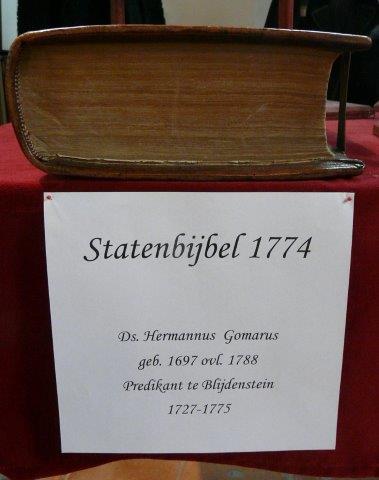 Statenbijbel 1774
Ds. Hermannus Gomarus
geb. 1697 ovl. 1788
Predikant te Blijdenstein
1727-1775